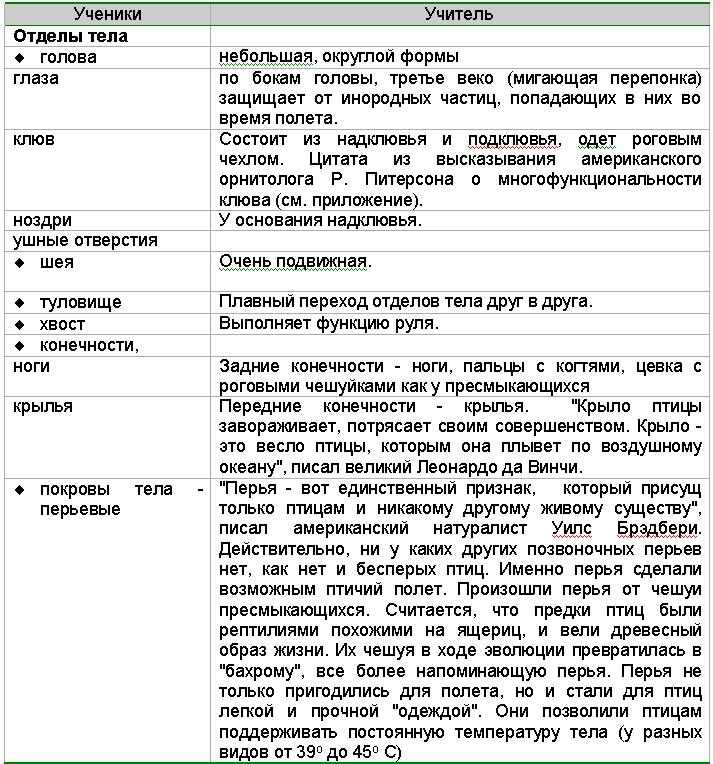 Ученики Учитель
Отделы тела
◆ голова небольшая, округлой формы
глаза по бокам головы, третье веко (мигающая перепонка)
защищает от инородных частиц, попадающих в них во
время полета.
клюв Состоит из надклювья и подклювья, одет роговым
чехлом. Цитата из высказывания американского
орнитолога Р. Питерсона о многофункциональности
клюва (см. приложение).
ноздри У основания надклювья.
ушные отверстия
◆ шея Очень подвижная.
◆ туловище Плавный переход отделов тела друг в друга.
◆ хвост Выполняет функцию руля.
◆ конечности,
ноги Задние конечности - ноги, пальцы с когтями, цевка с
роговыми чешуйками как у пресмыкающихся
крылья Передние конечности - крылья. "Крыло птицы
завораживает, потрясает своим совершенством. Крыло -
это весло птицы, которым она плывет по воздушному
океану", писал великий Леонардо да Винчи.
◆ покровы тела - "Перья - вот единственный признак, который присущ
перьевые только птицам и никакому другому живому существу",
писал американский натуралист Уилс Брэдбери.
Действительно, ни у каких других позвоночных перьев
нет, как нет и бесперых птиц. Именно перья сделали
возможным птичий полет. Произошли перья от чешуи
пресмыкающихся. Считается, что предки птиц были
рептилиями похожими на ящериц, и вели древесный
образ жизни. Их чешуя в ходе эволюции превратилась в
"бахрому", все более напоминающую перья. Перья не
только пригодились для полета, но и стали для птиц
легкой и прочной "одеждой". Они позволили птицам
поддерживать постоянную температуру тела (у разных
видов от 39⁰ до 45⁰ С)